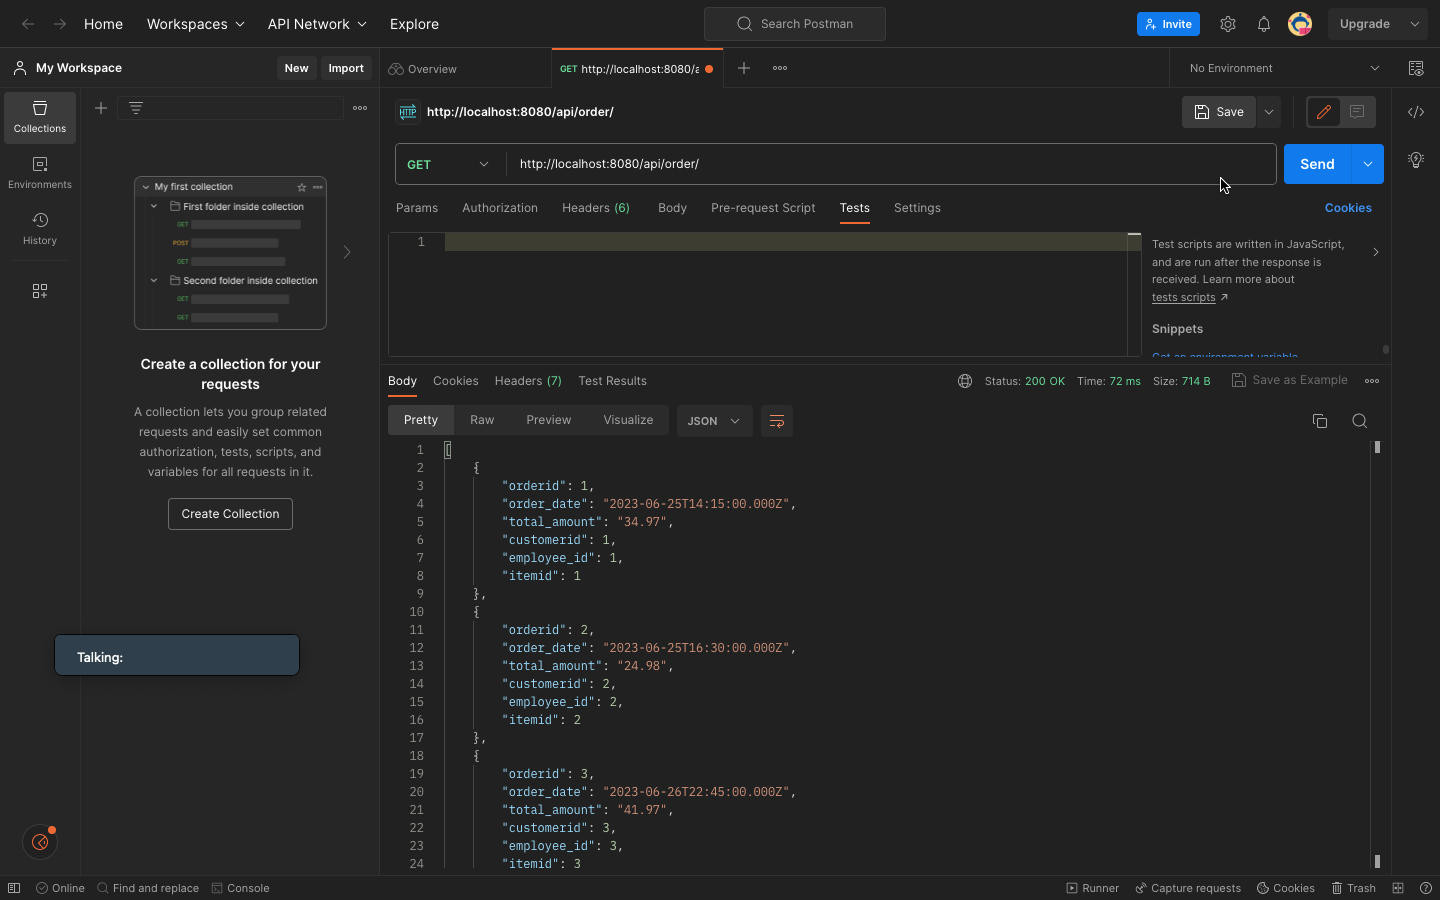 Home
Workspaces
API Network
Explore
Search Postman
Invite
Upgrade
My Workspace
New
Import
Overview
GET http://localhost:8080/a
No Environment
Collections
Environments
History
My first collection
First folder inside collection
GET
POST
GET
Second folder inside collection
GET
GET
Create a collection for your
requests
A collection lets you group related
requests and easily set common
authorization, tests, scripts, and
variables for all requests in it.
Create Collection
Talking:
HTTP http://localhost:8080/api/order/
Save
GET
http://localhost:8080/api/order/
Send
Params
Authorization
Headers (6)
Body
Pre-request Script
Tests
Settings
Cookies
1
Test scripts are written in JavaScript,
and are run after the response is
received. Learn more about
tests scripts
Snippets
Get an environment variable
Body
Cookies
Headers (7)
Test Results
Status: 200 OK
Time: 72 ms
Size: 714 B
Save as Example
Pretty
Raw
Preview
Visualize
JSON
1 [
2 {
3 "orderid": 1,
4 "order_date": "2023-06-25T14:15:00.000Z",
5 "total_amount": "34.97",
6 "customerid": 1,
7 "employee_id": 1,
8 "itemid": 1
9 },
10 {
11 "orderid": 2,
12 "order_date": "2023-06-25T16:30:00.000Z",
13 "total_amount": "24.98",
14 "customerid": 2,
15 "employee_id": 2,
16 "itemid": 2
17 },
18 {
19 "orderid": 3,
20 "order_date": "2023-06-26T22:45:00.000Z",
21 "total_amount": "41.97",
22 "customerid": 3,
23 "employee_id": 3,
24 "itemid": 3
Online
Find and replace
Console
Runner
Capture requests
Cookies
Trash